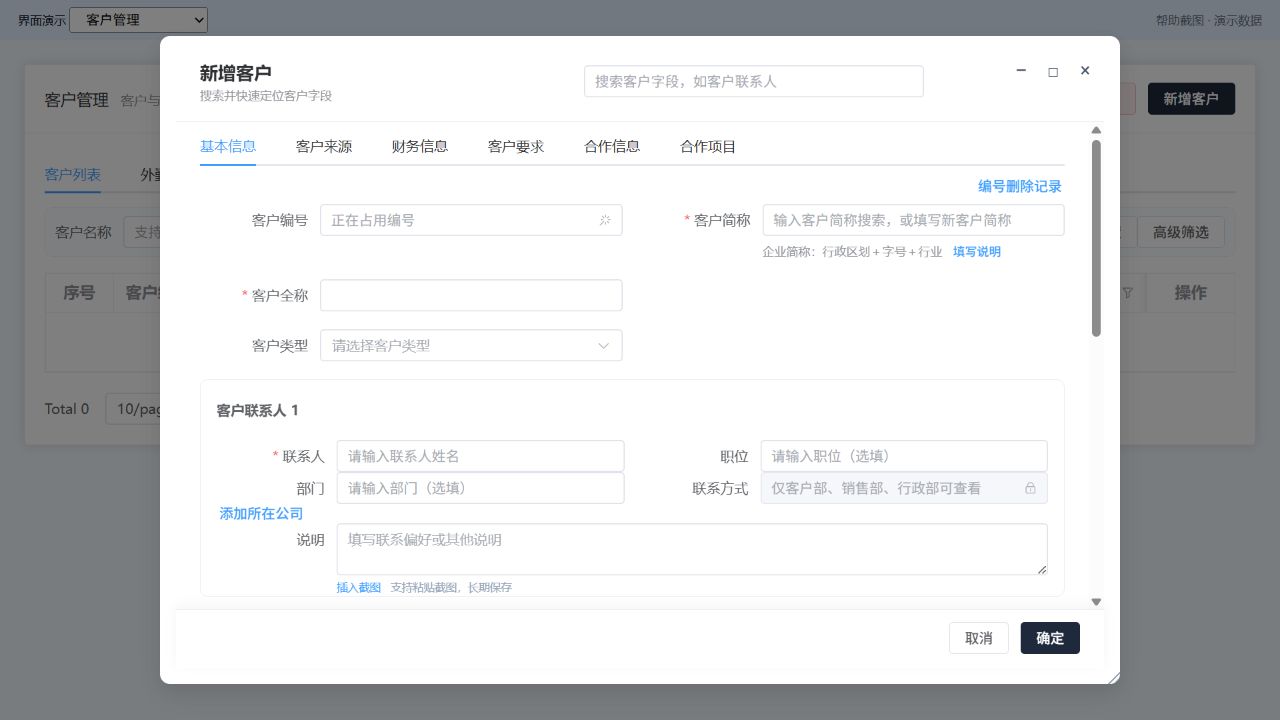 界面演示 客户管理 帮助截图 · 演示数据
新增客户
搜索并快速定位客户字段
搜索客户字段，如客户联系人
客户管理 客户与
新增客户
基本信息 客户来源 财务信息 客户要求 合作信息 合作项目
客户列表
编号删除记录
客户名称 支持
客户编号 正在占用编号
* 客户简称 输入客户简称搜索，或填写新客户简称
高级筛选
企业简称：行政区划 + 字号 + 行业 填写说明
序号 操作
* 客户全称
客户类型 请选择客户类型
Total 0 10/pag
客户联系人 1
* 联系人 请输入联系人姓名
职位 请输入职位（选填）
部门 请输入部门（选填）
联系方式 仅客户部、销售部、行政部可查看
添加所在公司
说明 填写联系偏好或其他说明
插入截图 支持粘贴截图，长期保存
取消 确定